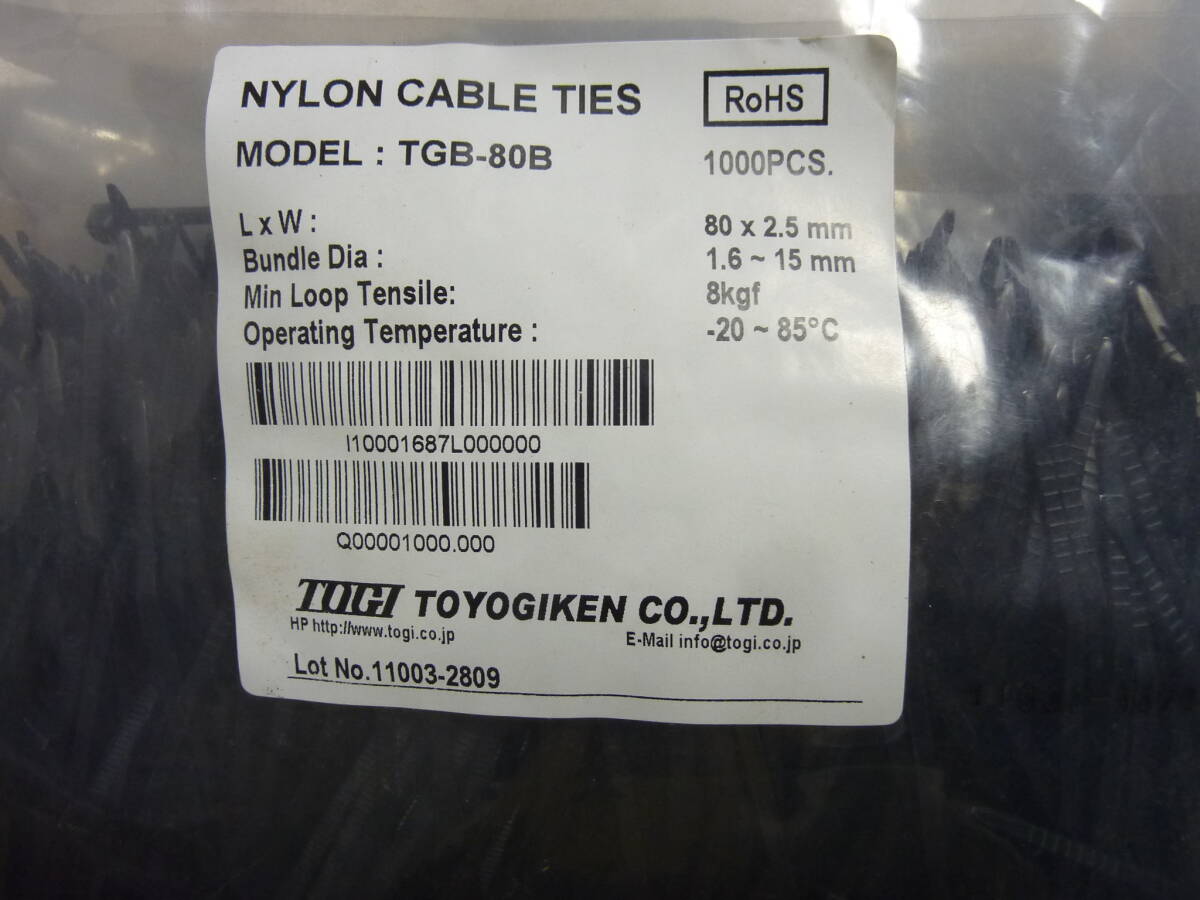 NYLON CABLE TIES RoHS
MODEL : TGB-80B 1000PCS.
L x W : 80 x 2.5 mm
Bundle Dia : 1.6 ~ 15 mm
Min Loop Tensile: 8kgf
Operating Temperature : -20 ~ 85°C
I10001687L000000
Q00001000.000
TOGI TOYOGIKEN CO.,LTD.
HP http://www.togi.co.jp E-Mail info@togi.co.jp
Lot No.11003-2809